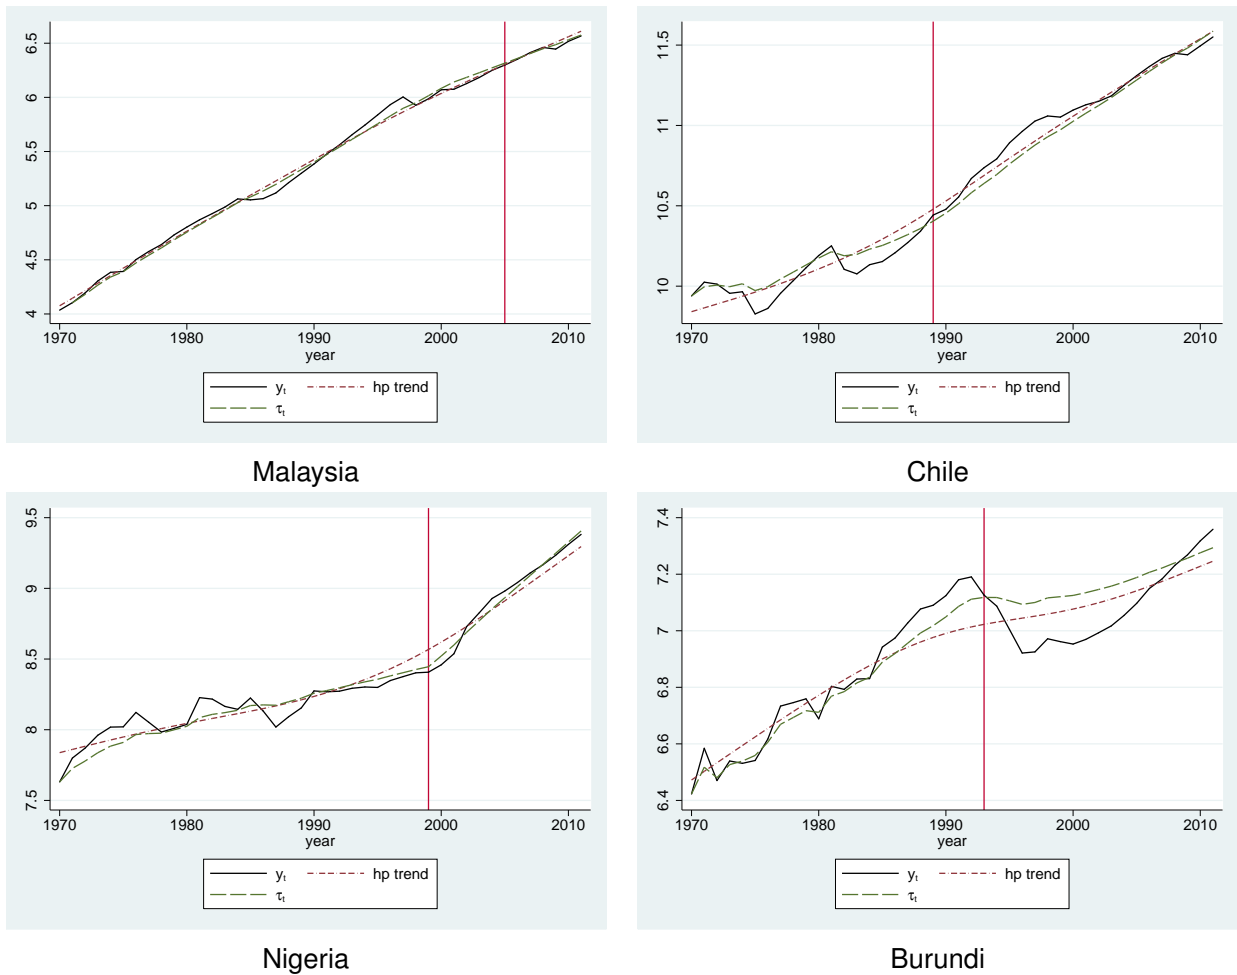 6.5
6
5.5
5
4.5
4
1970 1980 1990 2000 2010
year
yₜ hp trend
τₜ
Malaysia
11.5
11
10.5
10
1970 1980 1990 2000 2010
year
yₜ hp trend
τₜ
Chile
9.5
9
8.5
8
7.5
1970 1980 1990 2000 2010
year
yₜ hp trend
τₜ
Nigeria
7.4
7.2
7
6.8
6.6
6.4
1970 1980 1990 2000 2010
year
yₜ hp trend
τₜ
Burundi